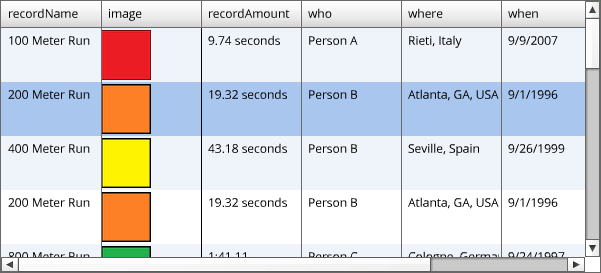 recordName image recordAmount who where when
100 Meter Run 9.74 seconds Person A Rieti, Italy 9/9/2007
200 Meter Run 19.32 seconds Person B Atlanta, GA, USA 9/1/1996
400 Meter Run 43.18 seconds Person B Seville, Spain 9/26/1999
200 Meter Run 19.32 seconds Person B Atlanta, GA, USA 9/1/1996
800 Meter Run 1:41.11 Person C Cologne, Germa 9/24/1997